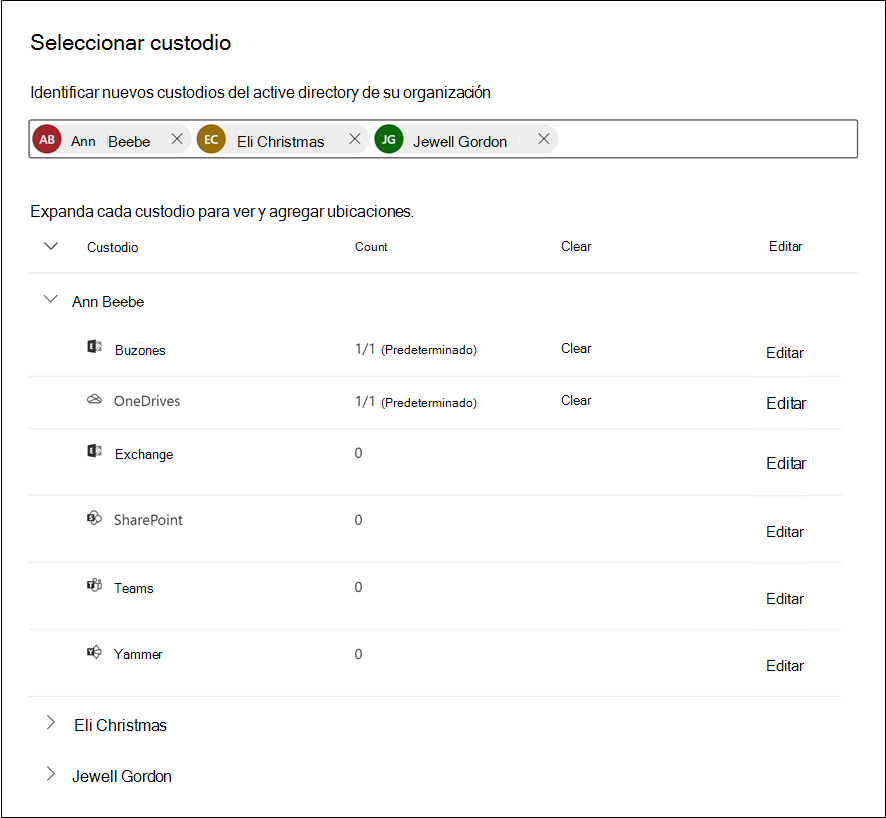 Seleccionar custodio
Identificar nuevos custodios del active directory de su organización
AB Ann Beebe EC Eli Christmas JG Jewell Gordon
Expanda cada custodio para ver y agregar ubicaciones.
Custodio Count Clear Editar
Ann Beebe
Buzones 1/1 (Predeterminado) Clear Editar
OneDrives 1/1 (Predeterminado) Clear Editar
Exchange 0 Editar
SharePoint 0 Editar
Teams 0 Editar
Yammer 0 Editar
Eli Christmas
Jewell Gordon